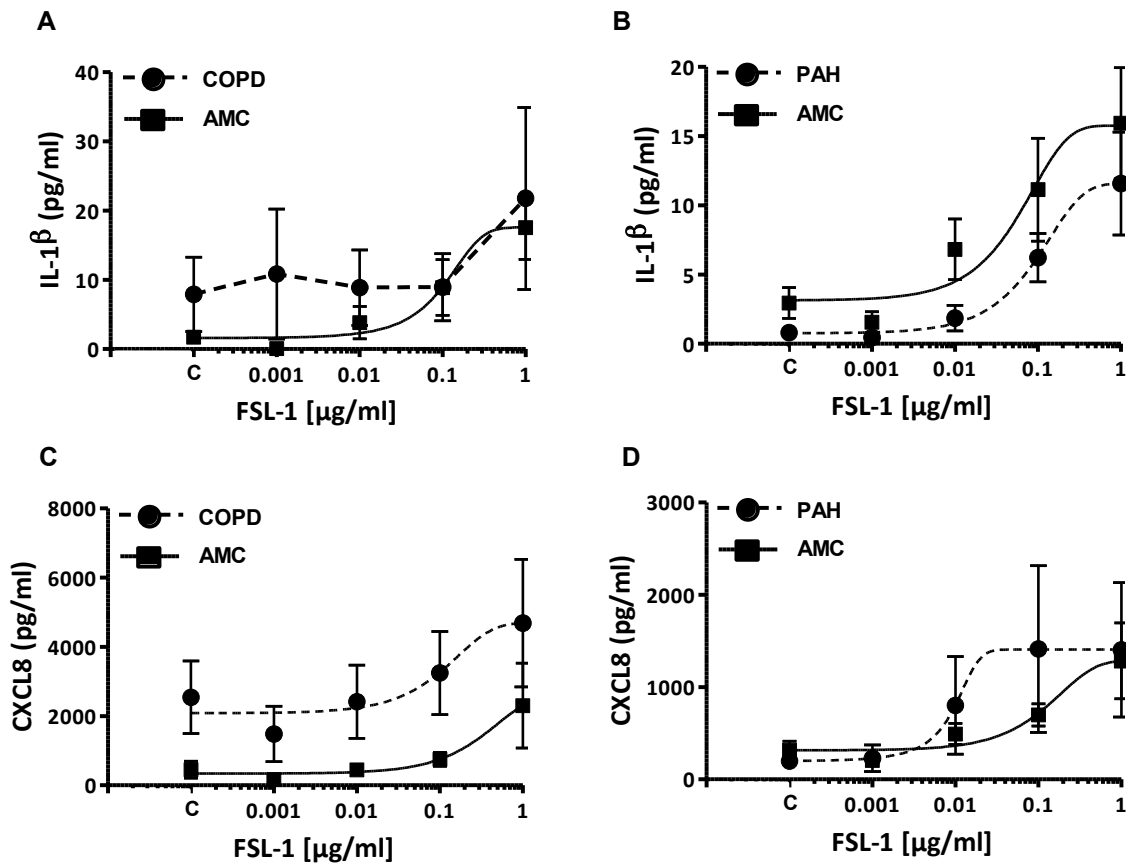 A
COPD
AMC
40
30
20
10
0
IL-1β (pg/ml)
C 0.001 0.01 0.1 1
FSL-1 [µg/ml]
B
PAH
AMC
20
15
10
5
0
IL-1β (pg/ml)
C 0.001 0.01 0.1 1
FSL-1 [µg/ml]
C
COPD
AMC
8000
6000
4000
2000
0
CXCL8 (pg/ml)
C 0.001 0.01 0.1 1
FSL-1 [µg/ml]
D
PAH
AMC
3000
2000
1000
0
CXCL8 (pg/ml)
C 0.001 0.01 0.1 1
FSL-1 [µg/ml]